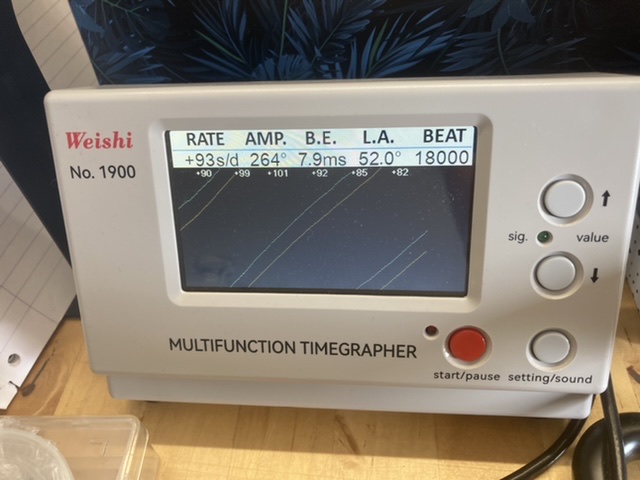 Weishi
No. 1900
RATE AMP. B.E. L.A. BEAT
+93s/d 264° 7.9ms 52.0° 18000
+90 +99 +101 +92 +85 +82
sig. value
MULTIFUNCTION TIMEGRAPHER
start/pause setting/sound